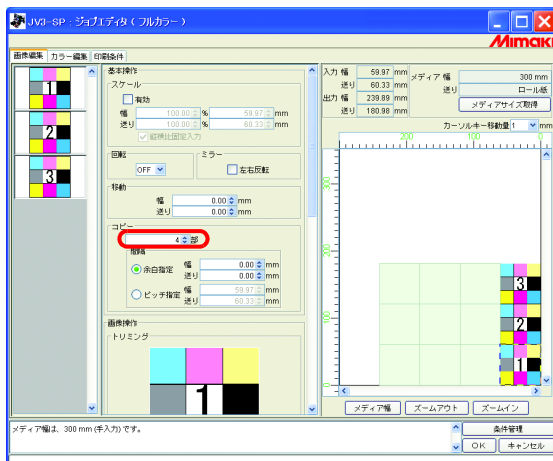 JV3-SP : ジョブエディタ ( フルカラー )
Mimaki
画像編集 カラー編集 印刷条件
1
2
3
基本操作
スケール
有効
幅 100.00 % 59.97 mm
送り 100.00 % 60.33 mm
縦横比固定入力
回転
OFF
ミラー
左右反転
移動
幅 0.00 mm
送り 0.00 mm
コピー
4 部
間隔
余白指定 幅 0.00 mm
送り 0.00 mm
ピッチ指定 幅 59.97 mm
送り 60.33 mm
画像操作
トリミング
1
入力 幅 59.97 mm
送り 60.33 mm
出力 幅 239.89 mm
送り 180.98 mm
メディア 幅 300 mm
送り ロール紙
メディアサイズ取得
カーソルキー移動量 1 mm
200 100 0
300
200
100
0
3
2
1
メディア幅 ズームアウト ズームイン
メディア幅は、300 mm (手入力) です。
条件管理
OK キャンセル